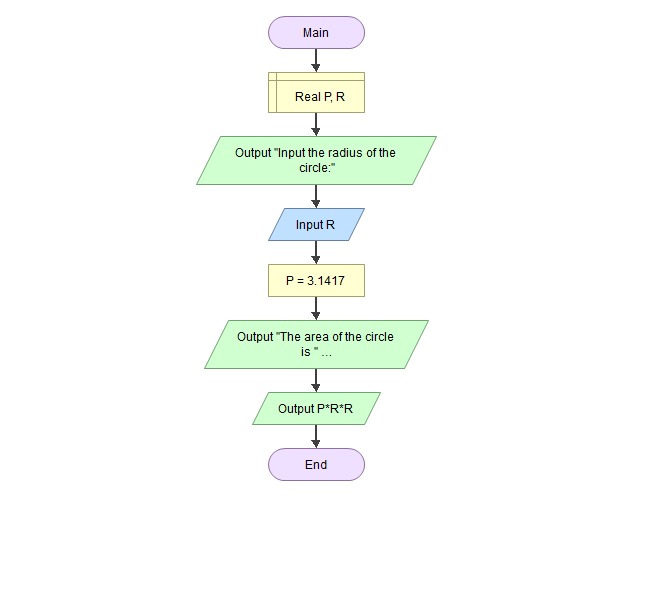 Main
Real P, R
Output "Input the radius of the
circle:"
Input R
P = 3.1417
Output "The area of the circle
is " ...
Output P*R*R
End